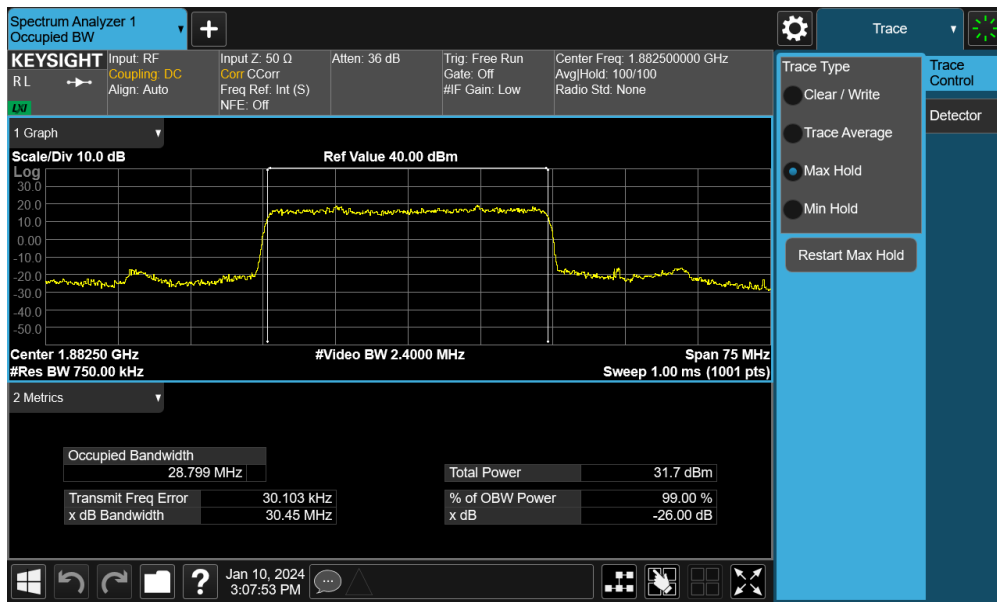 Spectrum Analyzer 1
Occupied BW
+
Trace
KEYSIGHT
R L
LXI
Input: RF
Coupling: DC
Align: Auto
Input Z: 50 Ω
Corr CCorr
Freq Ref: Int (S)
NFE: Off
Atten: 36 dB
Trig: Free Run
Gate: Off
#IF Gain: Low
Center Freq: 1.882500000 GHz
Avg|Hold: 100/100
Radio Std: None
Trace Type
Clear / Write
Trace Average
Max Hold
Min Hold
Restart Max Hold
Trace
Control
Detector
1 Graph
Scale/Div 10.0 dB
Ref Value 40.00 dBm
Log
30.0
20.0
10.0
0.00
-10.0
-20.0
-30.0
-40.0
-50.0
Center 1.88250 GHz
#Video BW 2.4000 MHz
Span 75 MHz
#Res BW 750.00 kHz
Sweep 1.00 ms (1001 pts)
2 Metrics
Occupied Bandwidth
28.799 MHz
Total Power 31.7 dBm
Transmit Freq Error 30.103 kHz
% of OBW Power 99.00 %
x dB Bandwidth 30.45 MHz
x dB -26.00 dB
?
Jan 10, 2024
3:07:53 PM